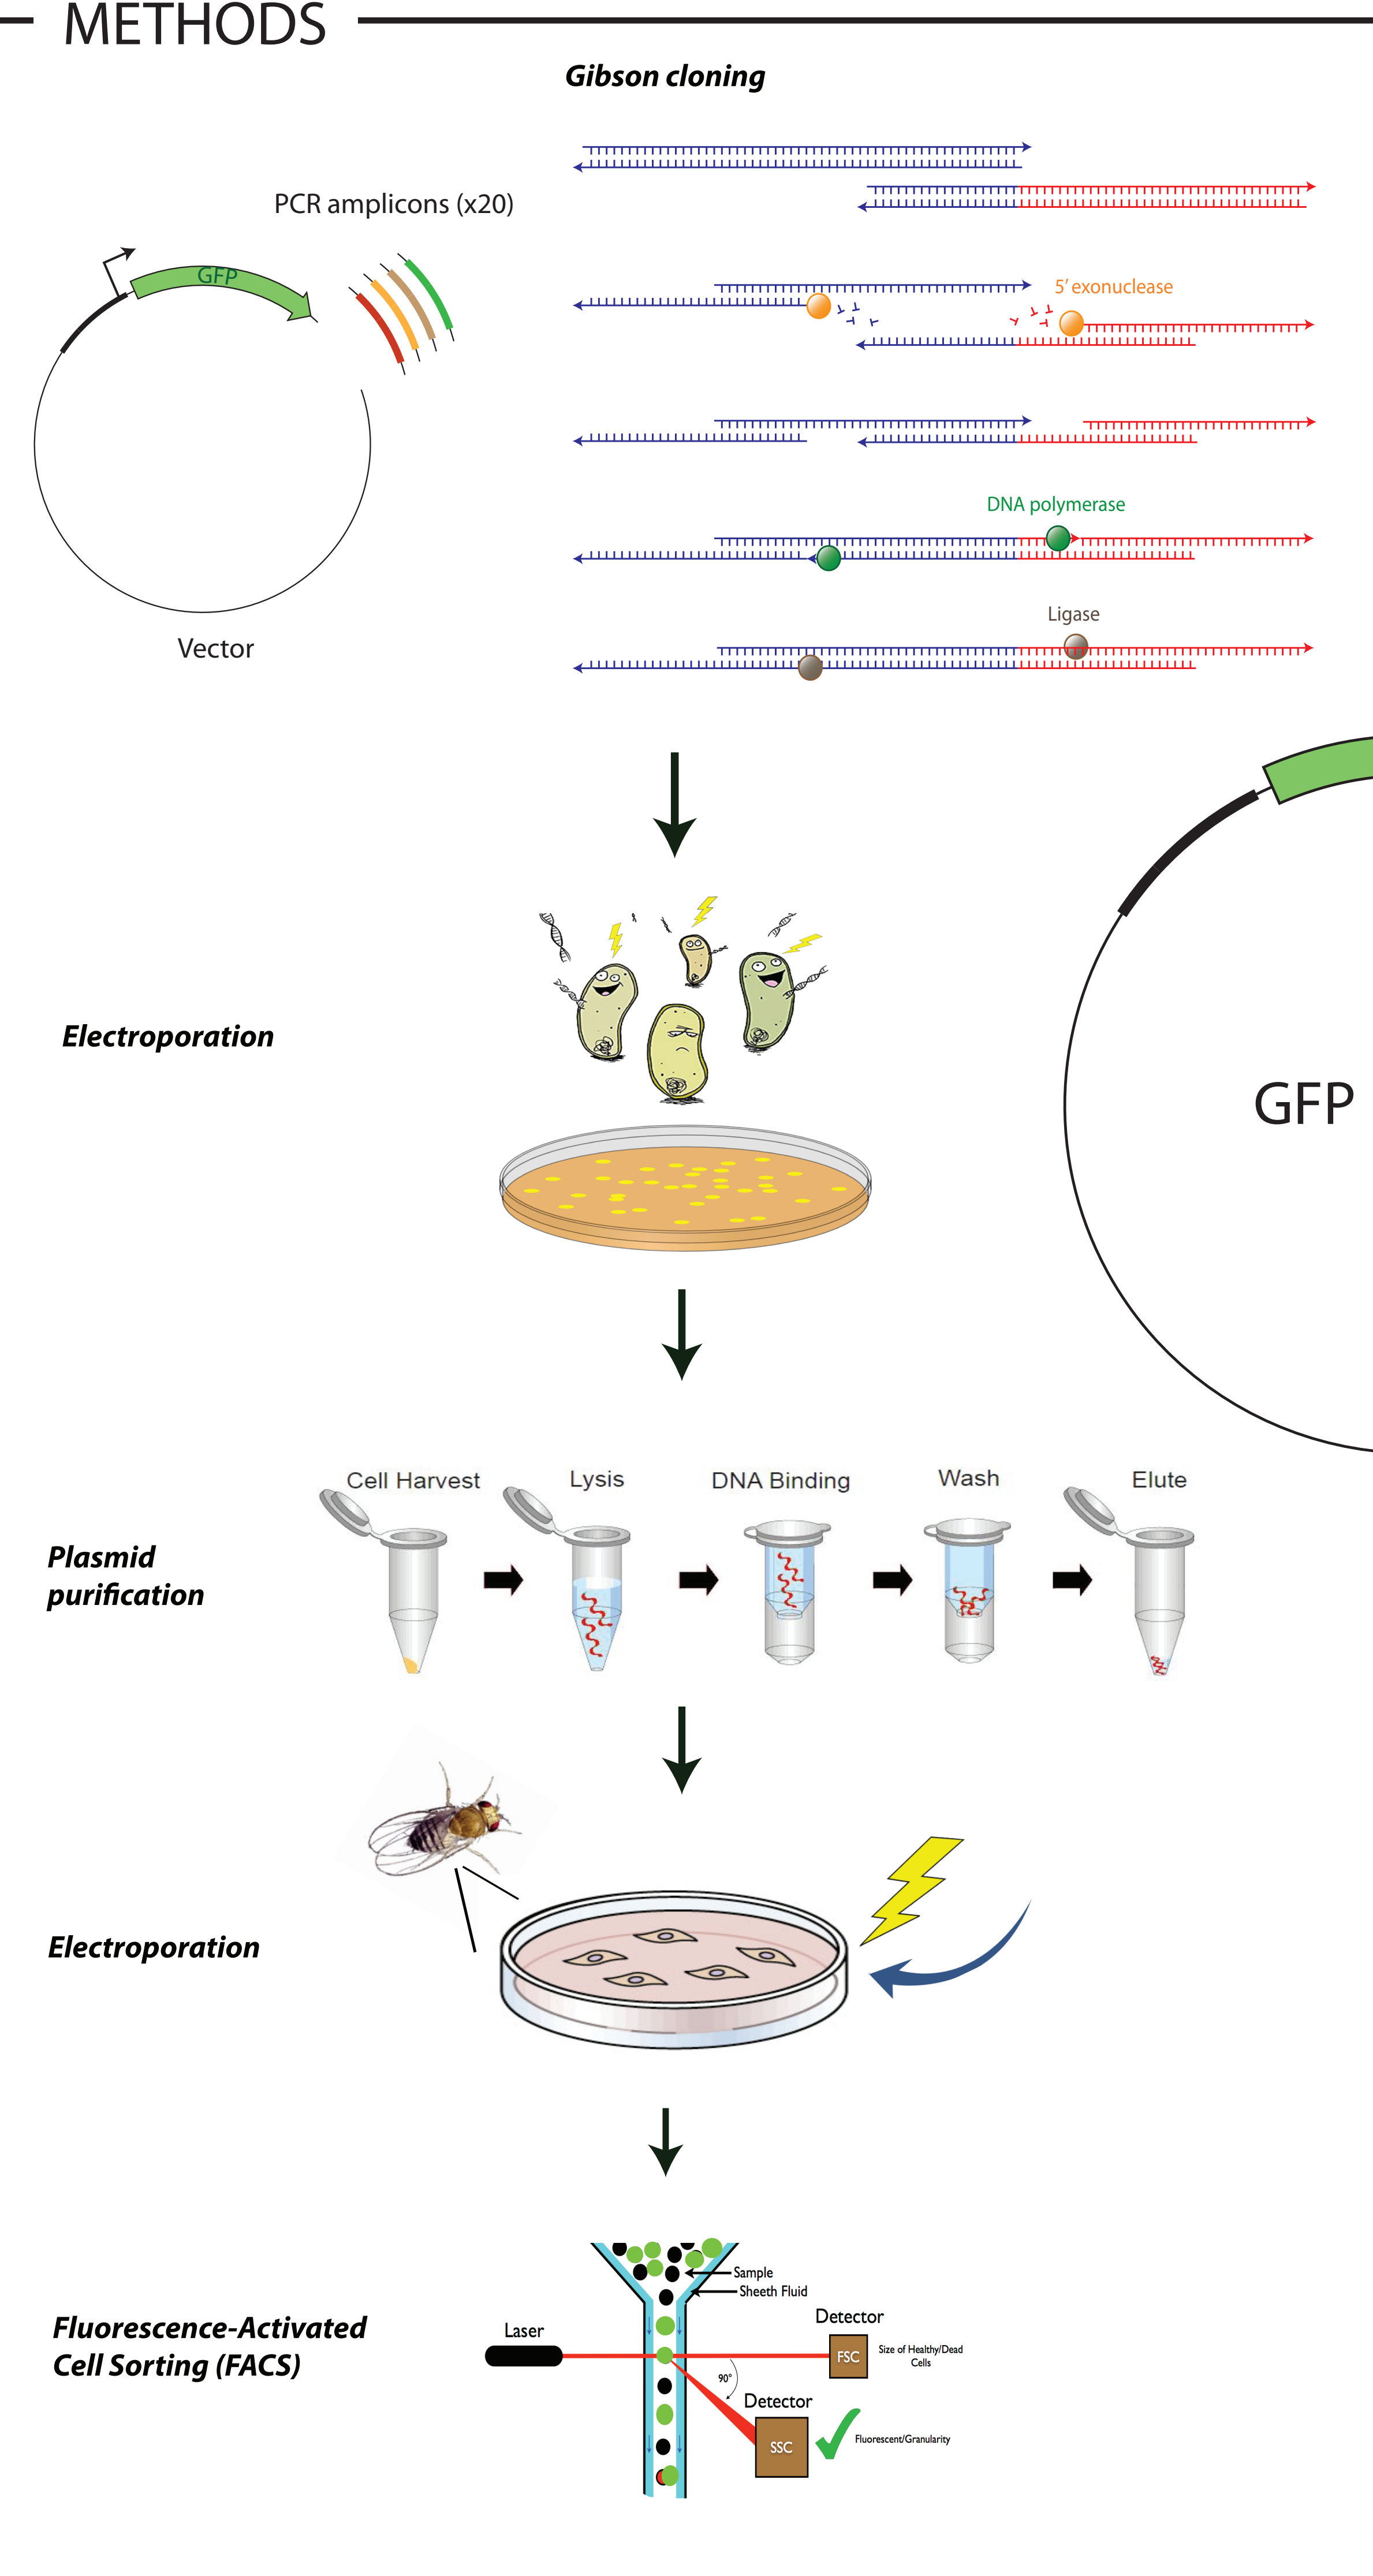 METHODS
Gibson cloning
PCR amplicons (x20)
GFP
5' exonuclease
DNA polymerase
Ligase
Vector
Electroporation
GFP
Cell Harvest
Lysis
DNA Binding
Wash
Elute
Plasmid
purification
Electroporation
Fluorescence-Activated
Cell Sorting (FACS)
Sample
Sheeth Fluid
Laser
Detector
FSC
Size of Healthy/Dead
Cells
90°
Detector
SSC
Fluorescent/Granularity